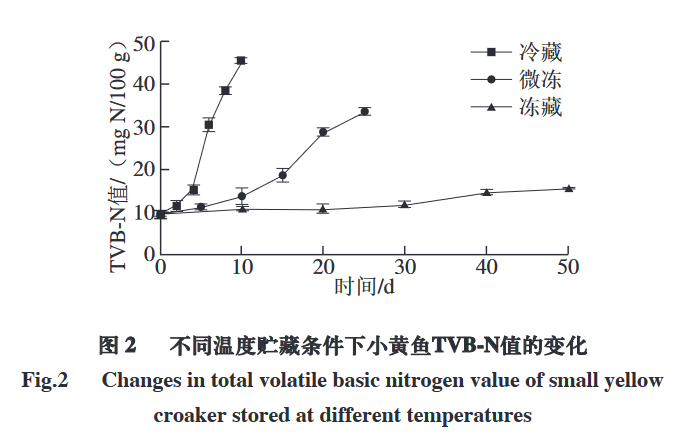 50
40
30
20
10
0
TVB-N值/（mg N/100 g）
冷藏
微冻
冻藏
0 10 20 30 40 50
时间/d
图 2 不同温度贮藏条件下小黄鱼TVB-N值的变化
Fig.2 Changes in total volatile basic nitrogen value of small yellow
croaker stored at different temperatures